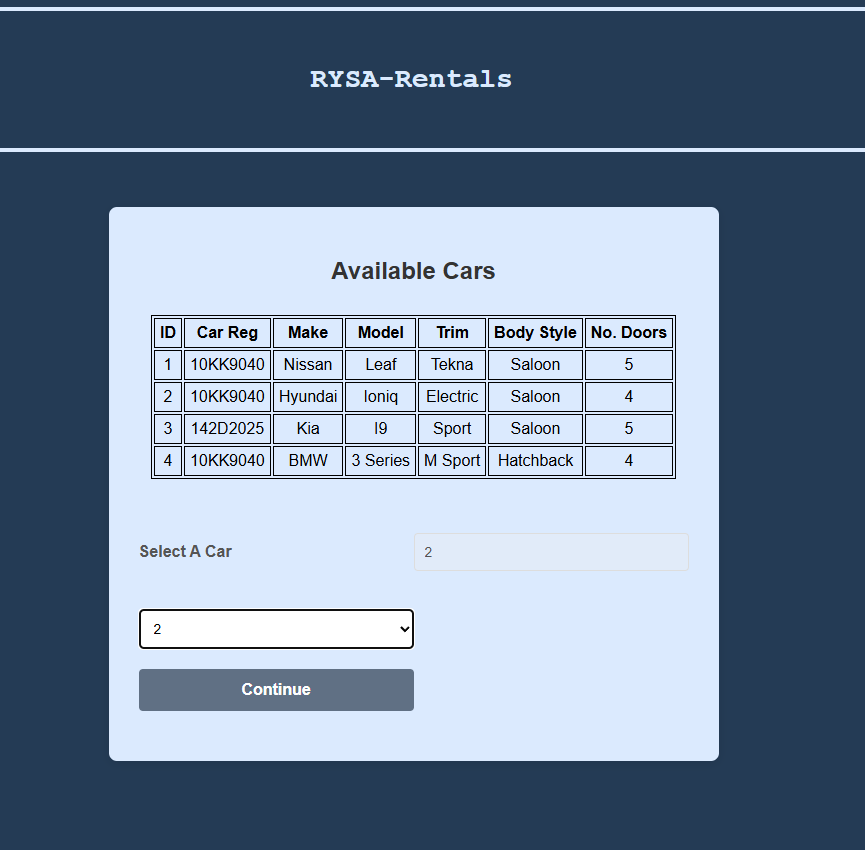 RYSA-Rentals
Available Cars
ID Car Reg Make Model Trim Body Style No. Doors
1 10KK9040 Nissan Leaf Tekna Saloon 5
2 10KK9040 Hyundai Ioniq Electric Saloon 4
3 142D2025 Kia I9 Sport Saloon 5
4 10KK9040 BMW 3 Series M Sport Hatchback 4
Select A Car 2
2
Continue